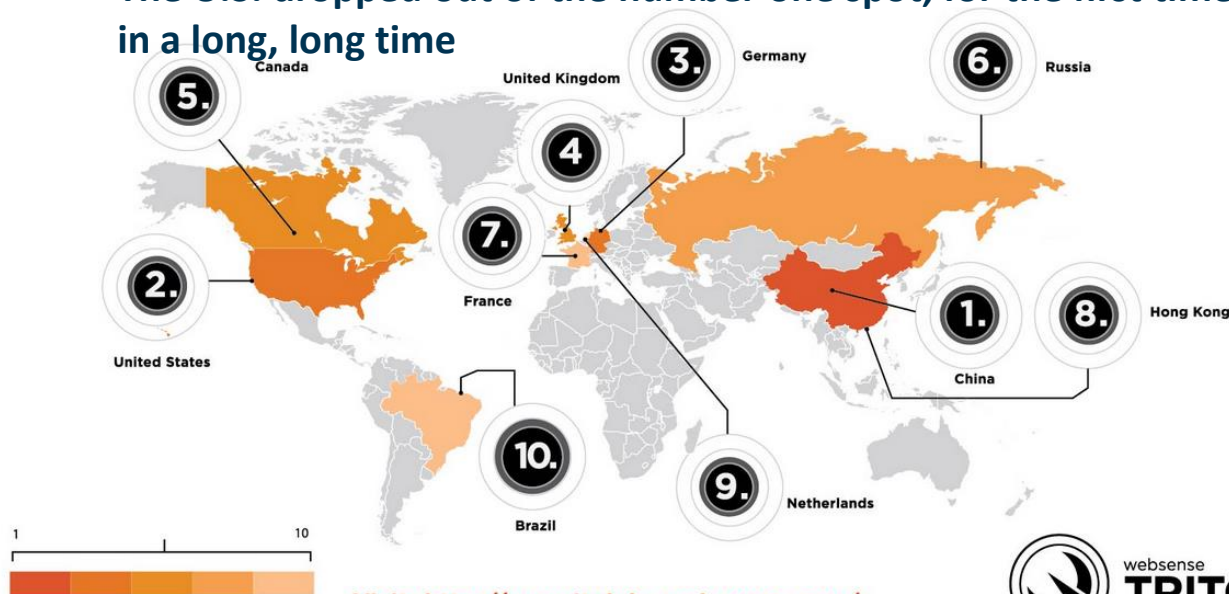 in a long, long time
5.
Canada
United Kingdom
3.
Germany
6.
Russia
4
7.
France
2.
United States
1.
China
8.
Hong Kong
10.
Brazil
9.
Netherlands
1
10
websense